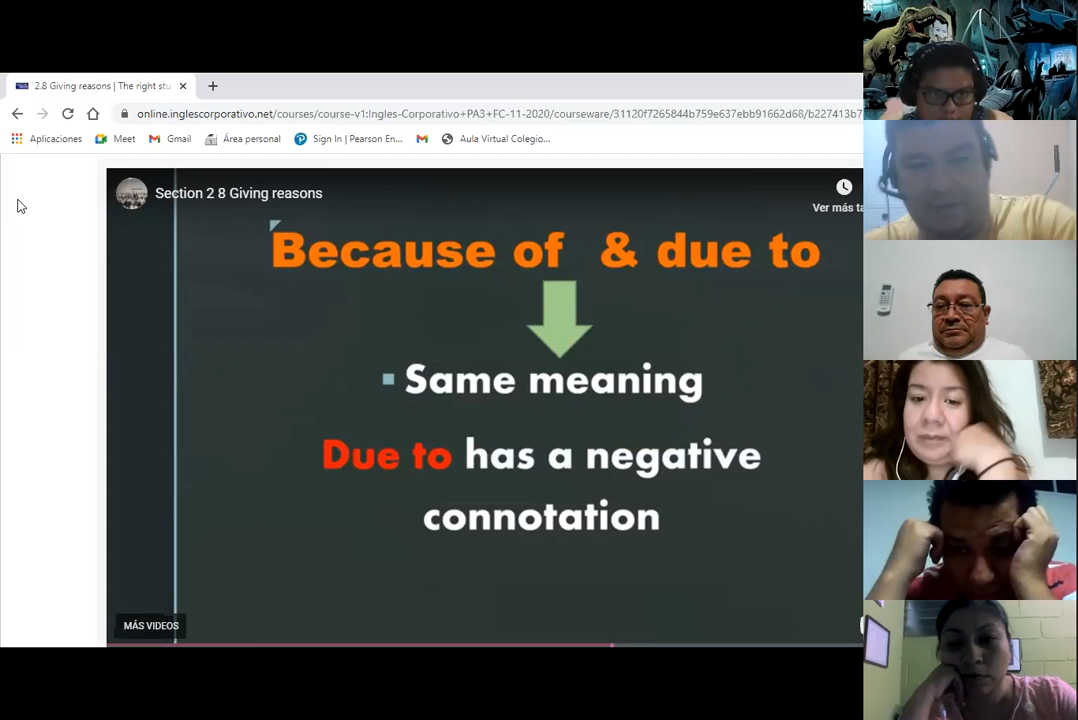 2.8 Giving reasons | The right stu
online.inglescorporativo.net/courses/course-v1:Ingles-Corporativo+PA3+FC-11-2020/courseware/31120f7265844b759e637ebb91662d68/b227413b7
Aplicaciones Meet Gmail Área personal Sign In | Pearson En... Aula Virtual Colegio...
Section 2 8 Giving reasons
Ver más ta
Because of & due to
Same meaning
Due to has a negative
connotation
MÁS VIDEOS